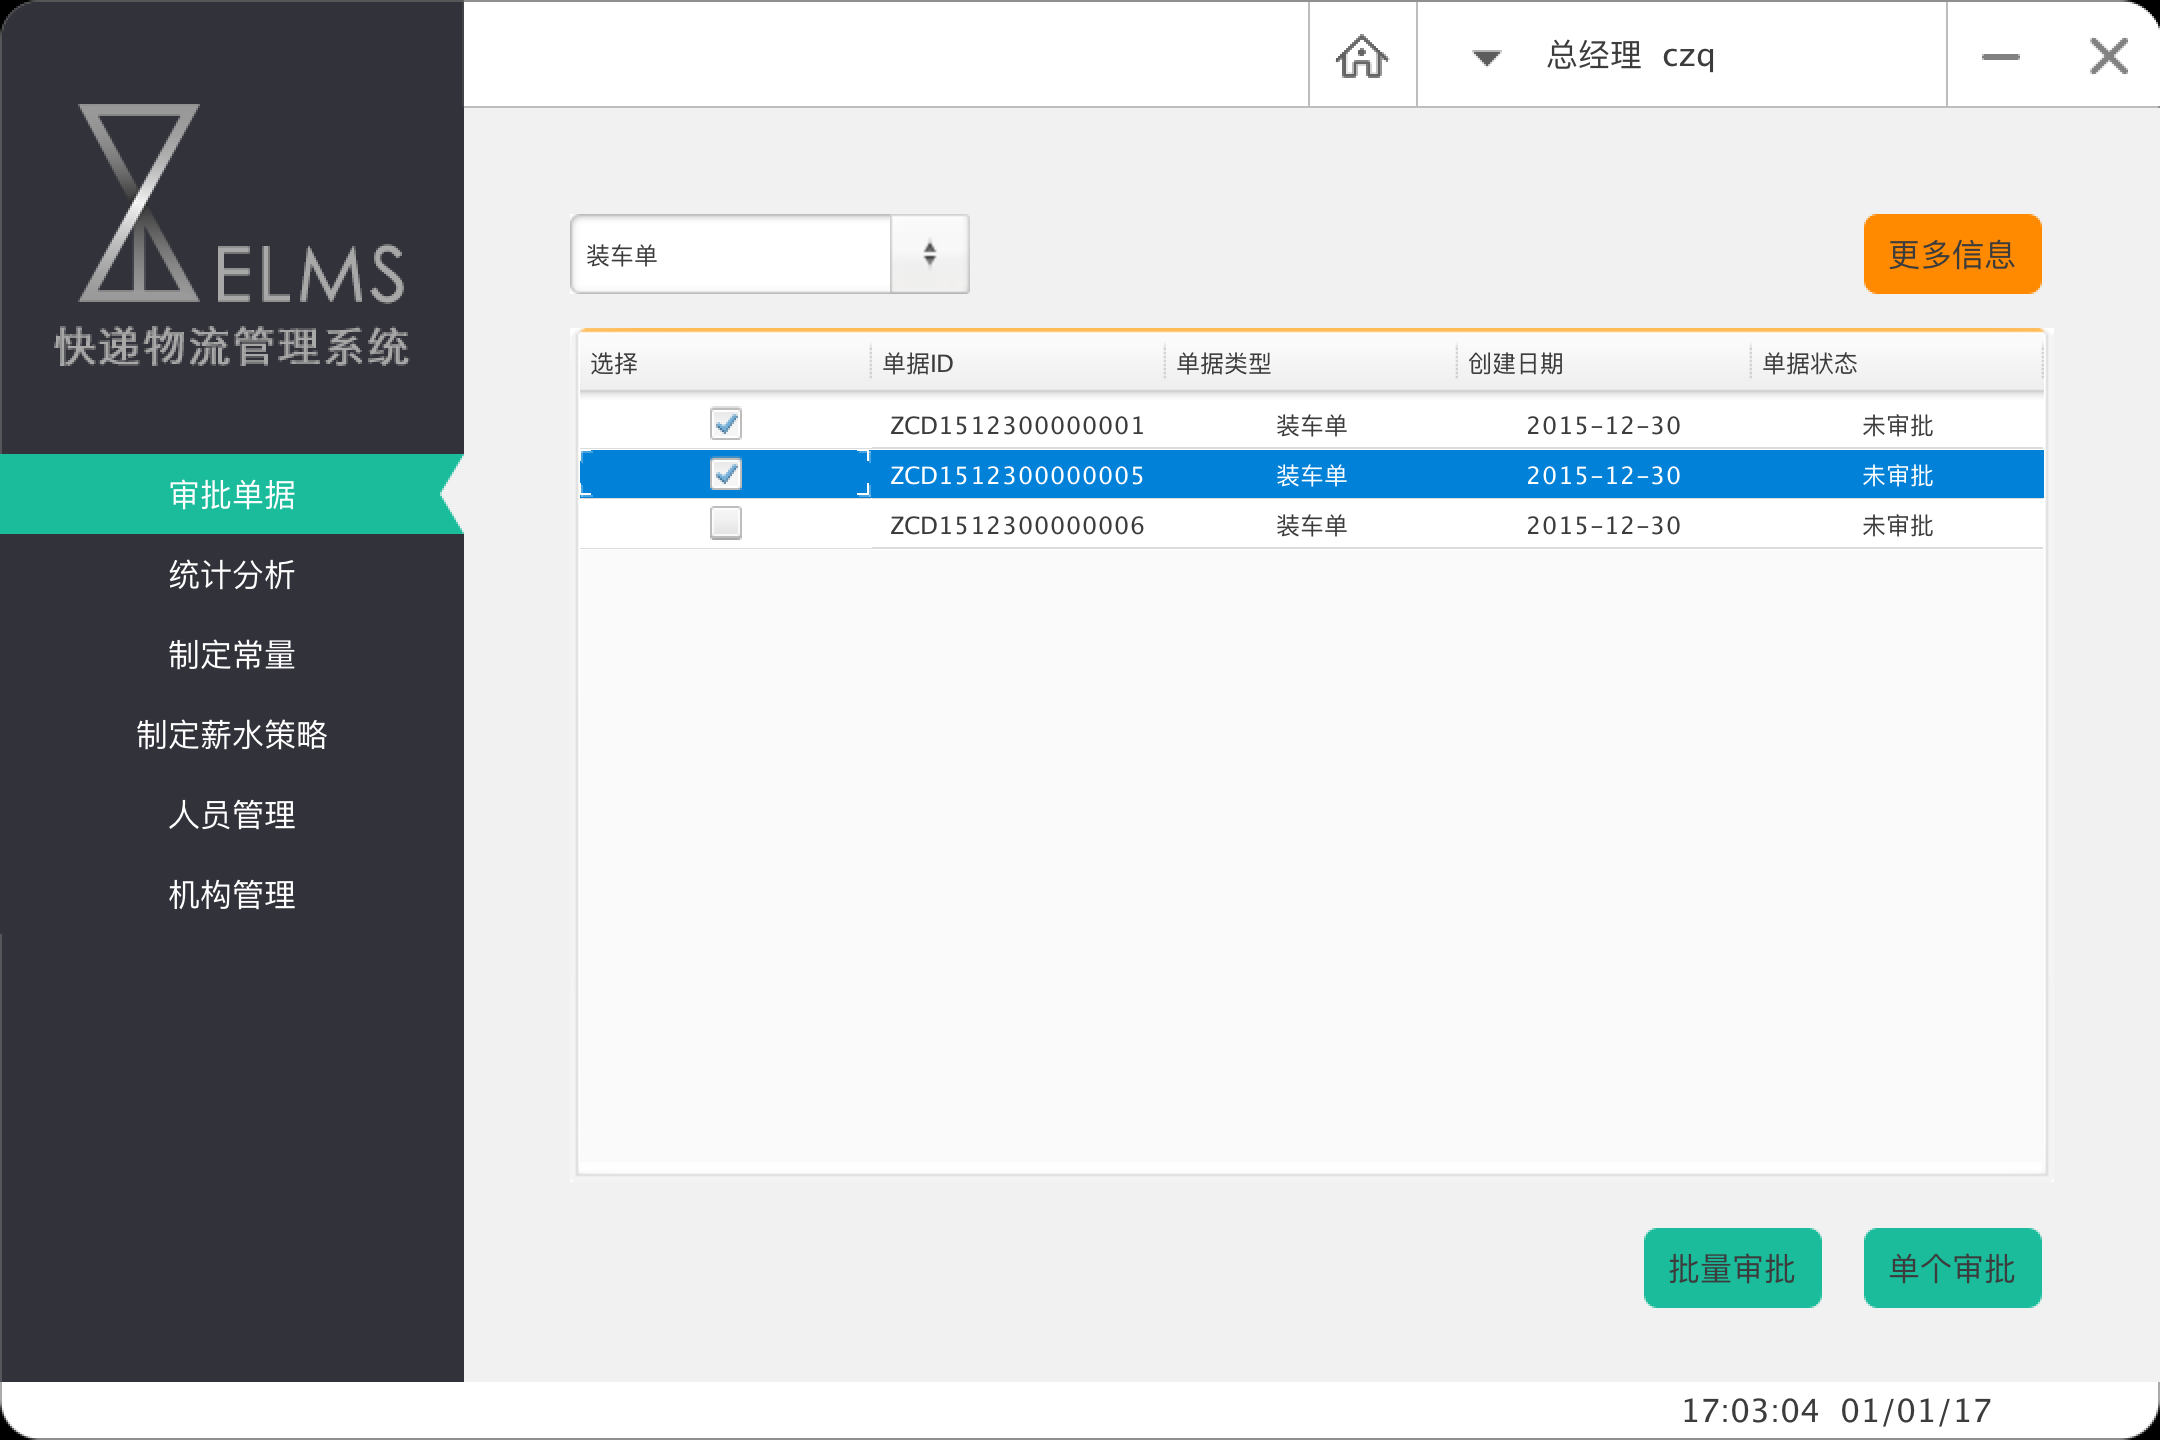 总经理 czq
ELMS
快递物流管理系统
审批单据
统计分析
制定常量
制定薪水策略
人员管理
机构管理
装车单
更多信息
选择 单据ID 单据类型 创建日期 单据状态
ZCD1512300000001 装车单 2015-12-30 未审批
ZCD1512300000005 装车单 2015-12-30 未审批
ZCD1512300000006 装车单 2015-12-30 未审批
批量审批 单个审批
17:03:04 01/01/17